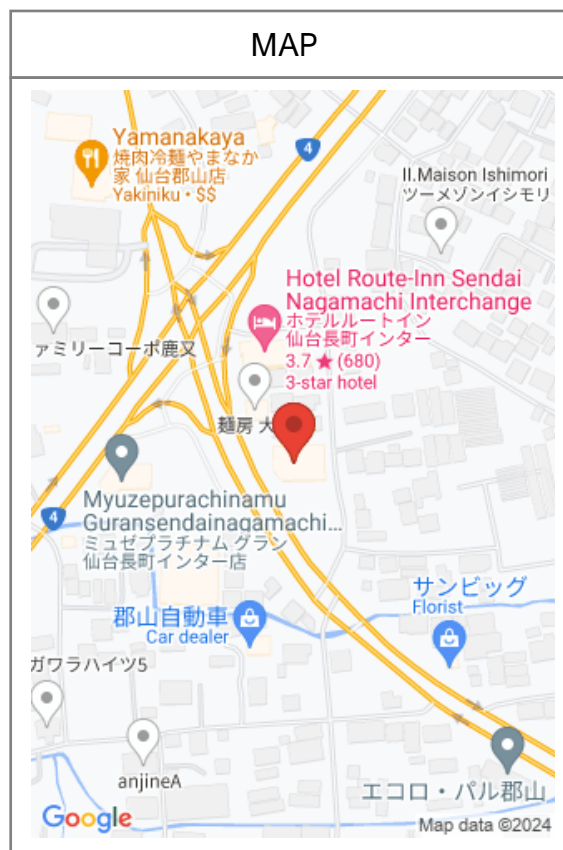 MAP
Yamanakaya
焼肉冷麺やまなか
家 仙台郡山店
Yakiniku • $$
4
II.Maison Ishimori
ツーメゾンイシモリ
Hotel Route-Inn Sendai
Nagamachi Interchange
ホテルルートイン
仙台長町インター
3.7 ★ (680)
3-star hotel
ァミリーコーポ鹿又
麺房 大
Myuzepurachinamu
Guransendainagamachi...
ミュゼプラチナム グラン
仙台長町インター店
4
サンビッグ
Florist
郡山自動車
Car dealer
ガワラハイツ5
anjineA
エコロ・パル郡山
Google
Map data ©2024